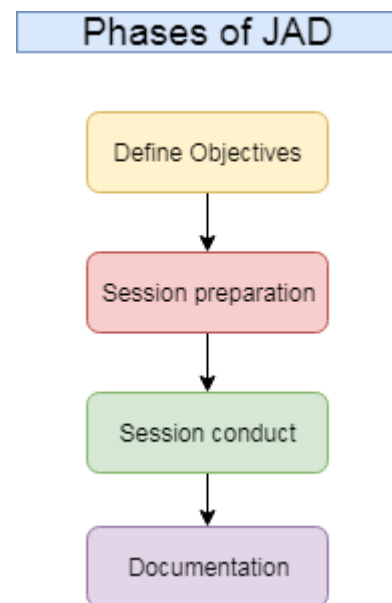 Phases of JAD
Define Objectives
Session preparation
Session conduct
Documentation